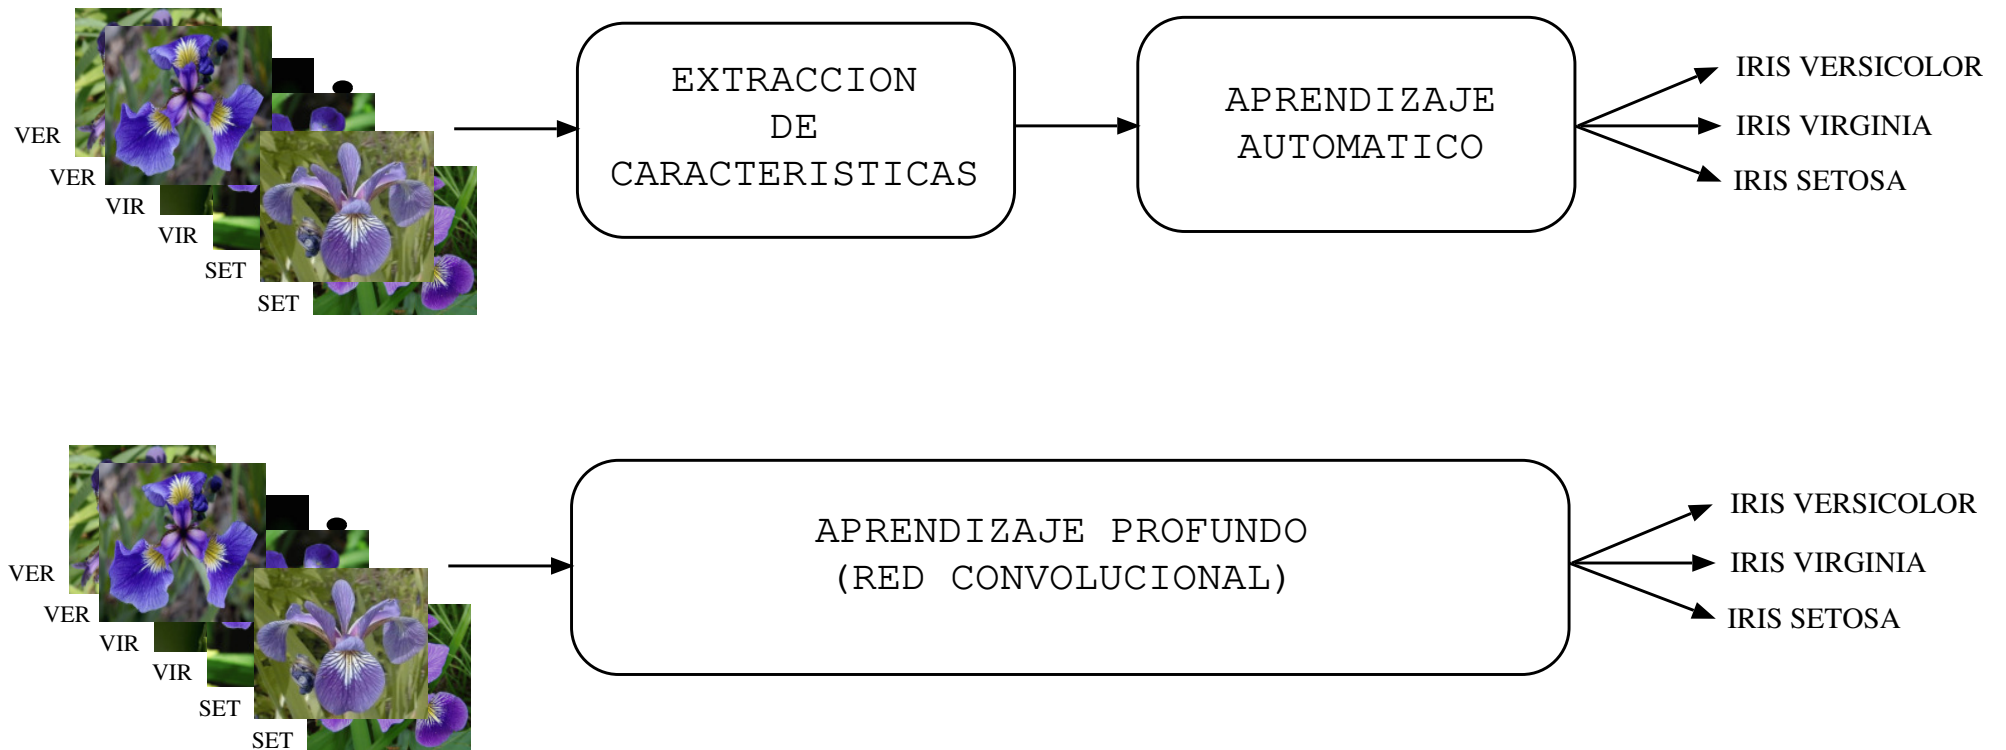 VER
VER
VIR
VIR
SET
SET
EXTRACCION
DE
CARACTERISTICAS
APRENDIZAJE
AUTOMATICO
IRIS VERSICOLOR
IRIS VIRGINIA
IRIS SETOSA
VER
VER
VIR
VIR
SET
SET
APRENDIZAJE PROFUNDO
(RED CONVOLUCIONAL)
IRIS VERSICOLOR
IRIS VIRGINIA
IRIS SETOSA